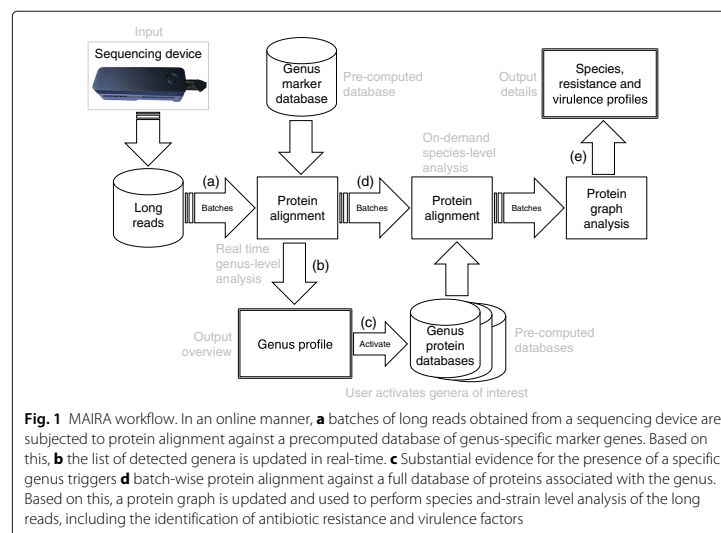 Input
Sequencing device
Genus
marker
database
Pre-computed
database
Output
details
Species,
resistance and
virulence profiles
On-demand
species-level
analysis
(e)
Long
reads
(a)
Batches
Protein
alignment
(d)
Batches
Protein
alignment
Batches
Protein
graph
analysis
Real time
genus-level
analysis
(b)
Output
overview
Genus profile
(c)
Activate
Genus
protein
databases
Pre-computed
databases
User activates genera of interest
Fig. 1 MAIRA workflow. In an online manner, a batches of long reads obtained from a sequencing device are
subjected to protein alignment against a precomputed database of genus-specific marker genes. Based on
this, b the list of detected genera is updated in real-time. c Substantial evidence for the presence of a specific
genus triggers d batch-wise protein alignment against a full database of proteins associated with the genus.
Based on this, a protein graph is updated and used to perform species and-strain level analysis of the long
reads, including the identification of antibiotic resistance and virulence factors